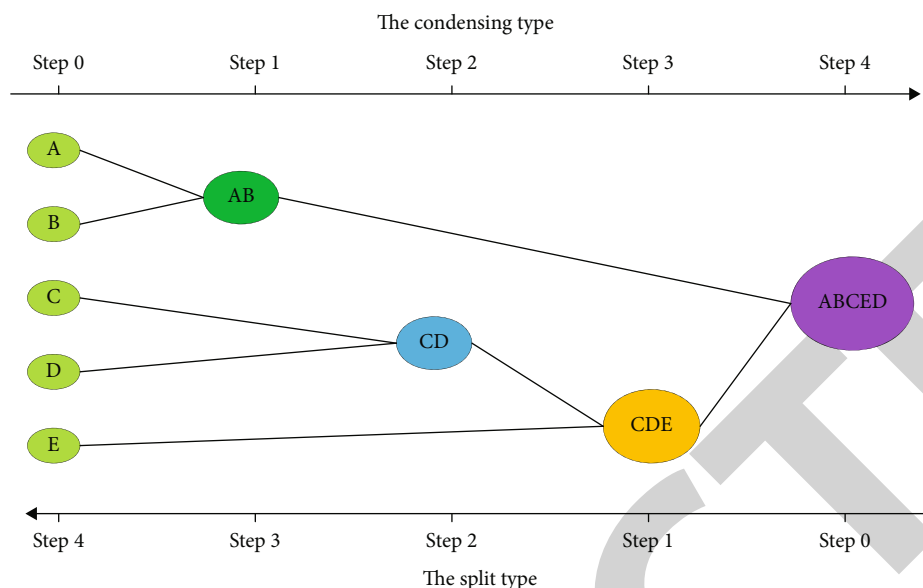 The condensing type
Step 0 Step 1 Step 2 Step 3 Step 4
A
AB
B
C
ABCED
CD
D
CDE
E
Step 4 Step 3 Step 2 Step 1 Step 0
The split type